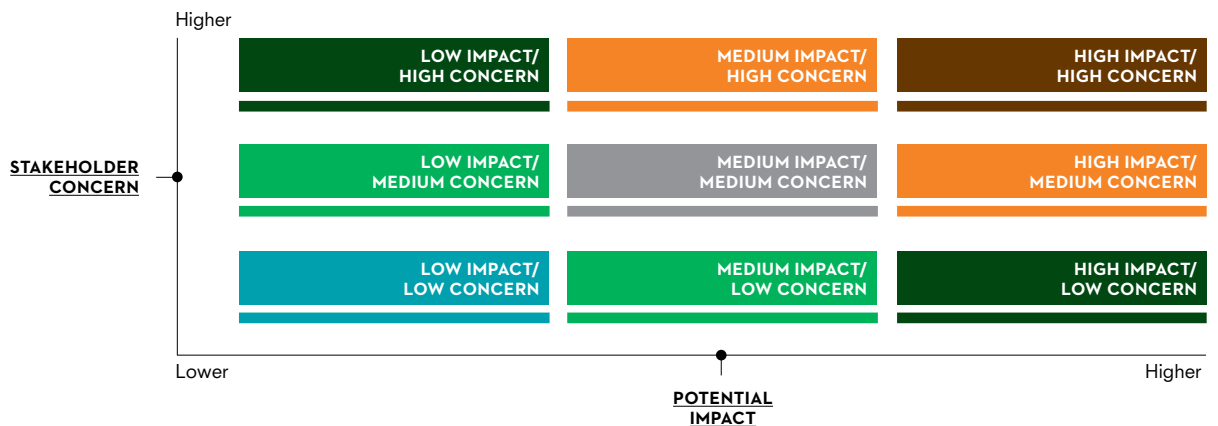 Higher
LOW IMPACT/
HIGH CONCERN
MEDIUM IMPACT/
HIGH CONCERN
HIGH IMPACT/
HIGH CONCERN
STAKEHOLDER
CONCERN
LOW IMPACT/
MEDIUM CONCERN
MEDIUM IMPACT/
MEDIUM CONCERN
HIGH IMPACT/
MEDIUM CONCERN
LOW IMPACT/
LOW CONCERN
MEDIUM IMPACT/
LOW CONCERN
HIGH IMPACT/
LOW CONCERN
Lower
Higher
POTENTIAL
IMPACT